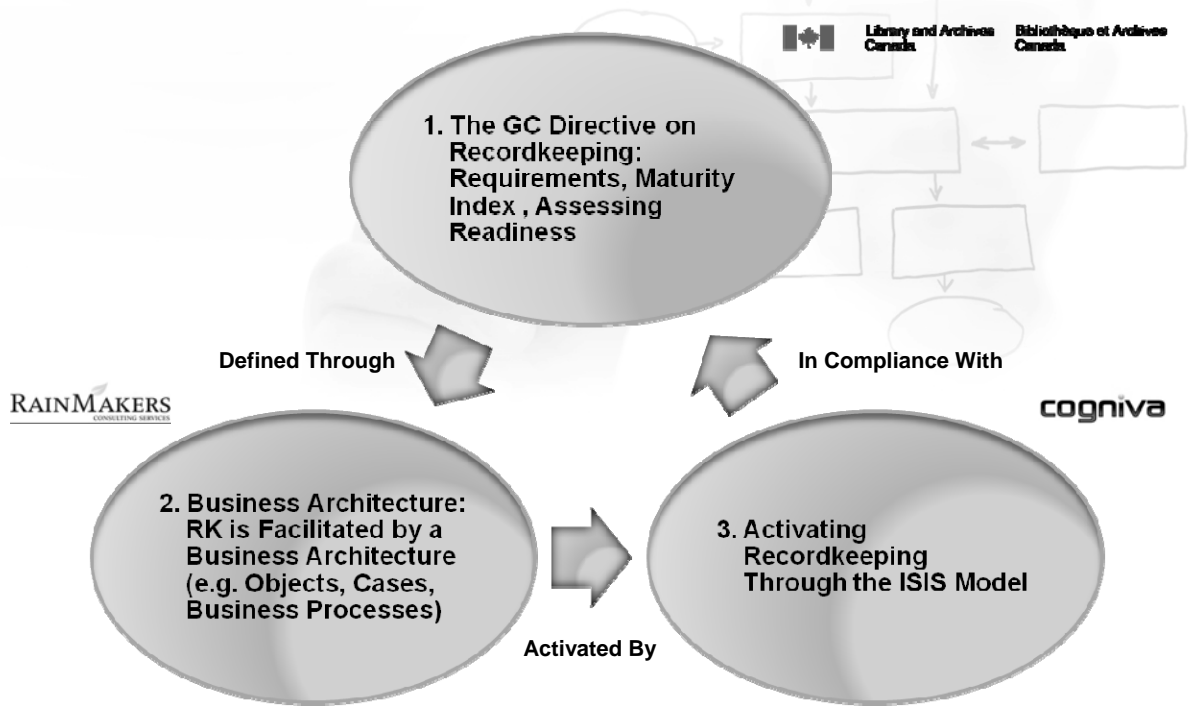 Library and Archives Bibliothèque et Archives
Canada Canada
1. The GC Directive on
Recordkeeping:
Requirements, Maturity
Index , Assessing
Readiness
Defined Through
In Compliance With
RAINMAKERS
CONSULTING SERVICES
cogniva
2. Business Architecture:
RK is Facilitated by a
Business Architecture
(e.g. Objects, Cases,
Business Processes)
3. Activating
Recordkeeping
Through the ISIS Model
Activated By